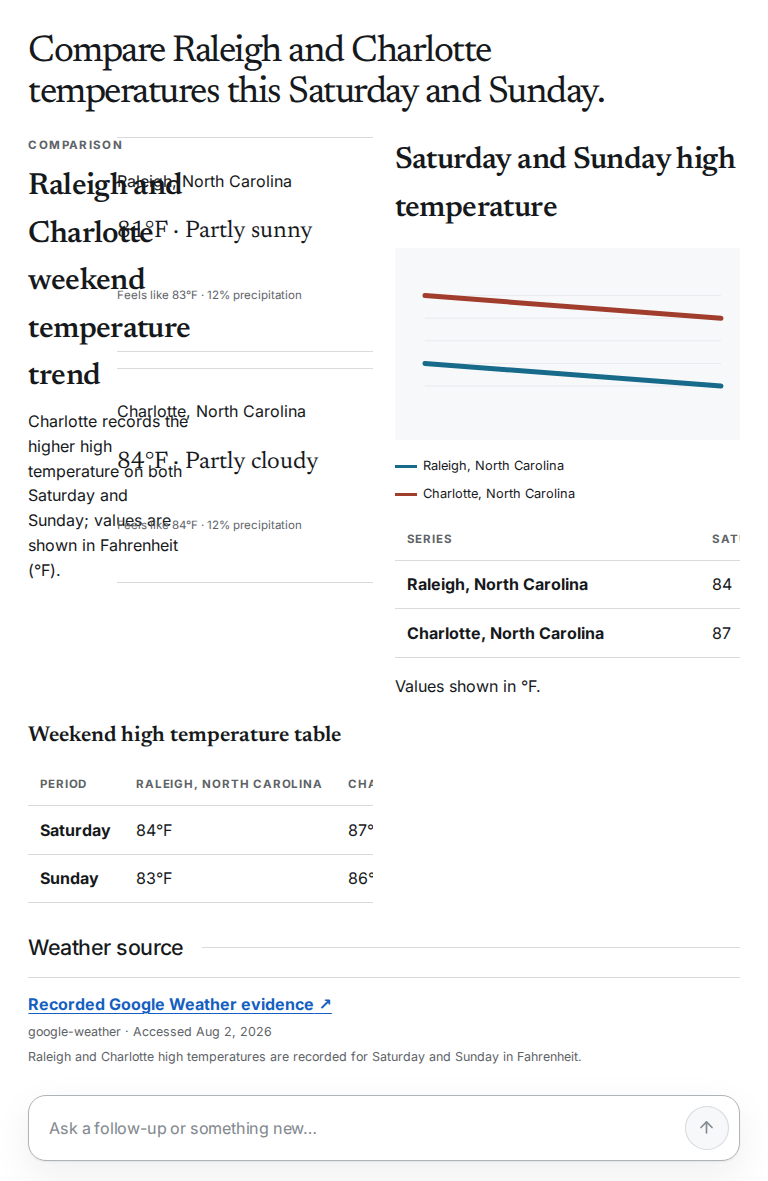 Compare Raleigh and Charlotte
temperatures this Saturday and Sunday.
COMPARISON
Raleigh and
Charlotte
weekend
temperature
trend
Charlotte records the
higher high
temperature on both
Saturday and
Sunday; values are
shown in Fahrenheit
(°F).
Raleigh, North Carolina
81°F · Partly sunny
Feels like 83°F · 12% precipitation
Charlotte, North Carolina
84°F · Partly cloudy
Feels like 84°F · 12% precipitation
Saturday and Sunday high
temperature
Raleigh, North Carolina
Charlotte, North Carolina
SERIES SATU
Raleigh, North Carolina 84
Charlotte, North Carolina 87
Values shown in °F.
Weekend high temperature table
PERIOD RALEIGH, NORTH CAROLINA CHA
Saturday 84°F 87°
Sunday 83°F 86°
Weather source
Recorded Google Weather evidence ↗
google-weather · Accessed Aug 2, 2026
Raleigh and Charlotte high temperatures are recorded for Saturday and Sunday in Fahrenheit.
Ask a follow-up or something new...